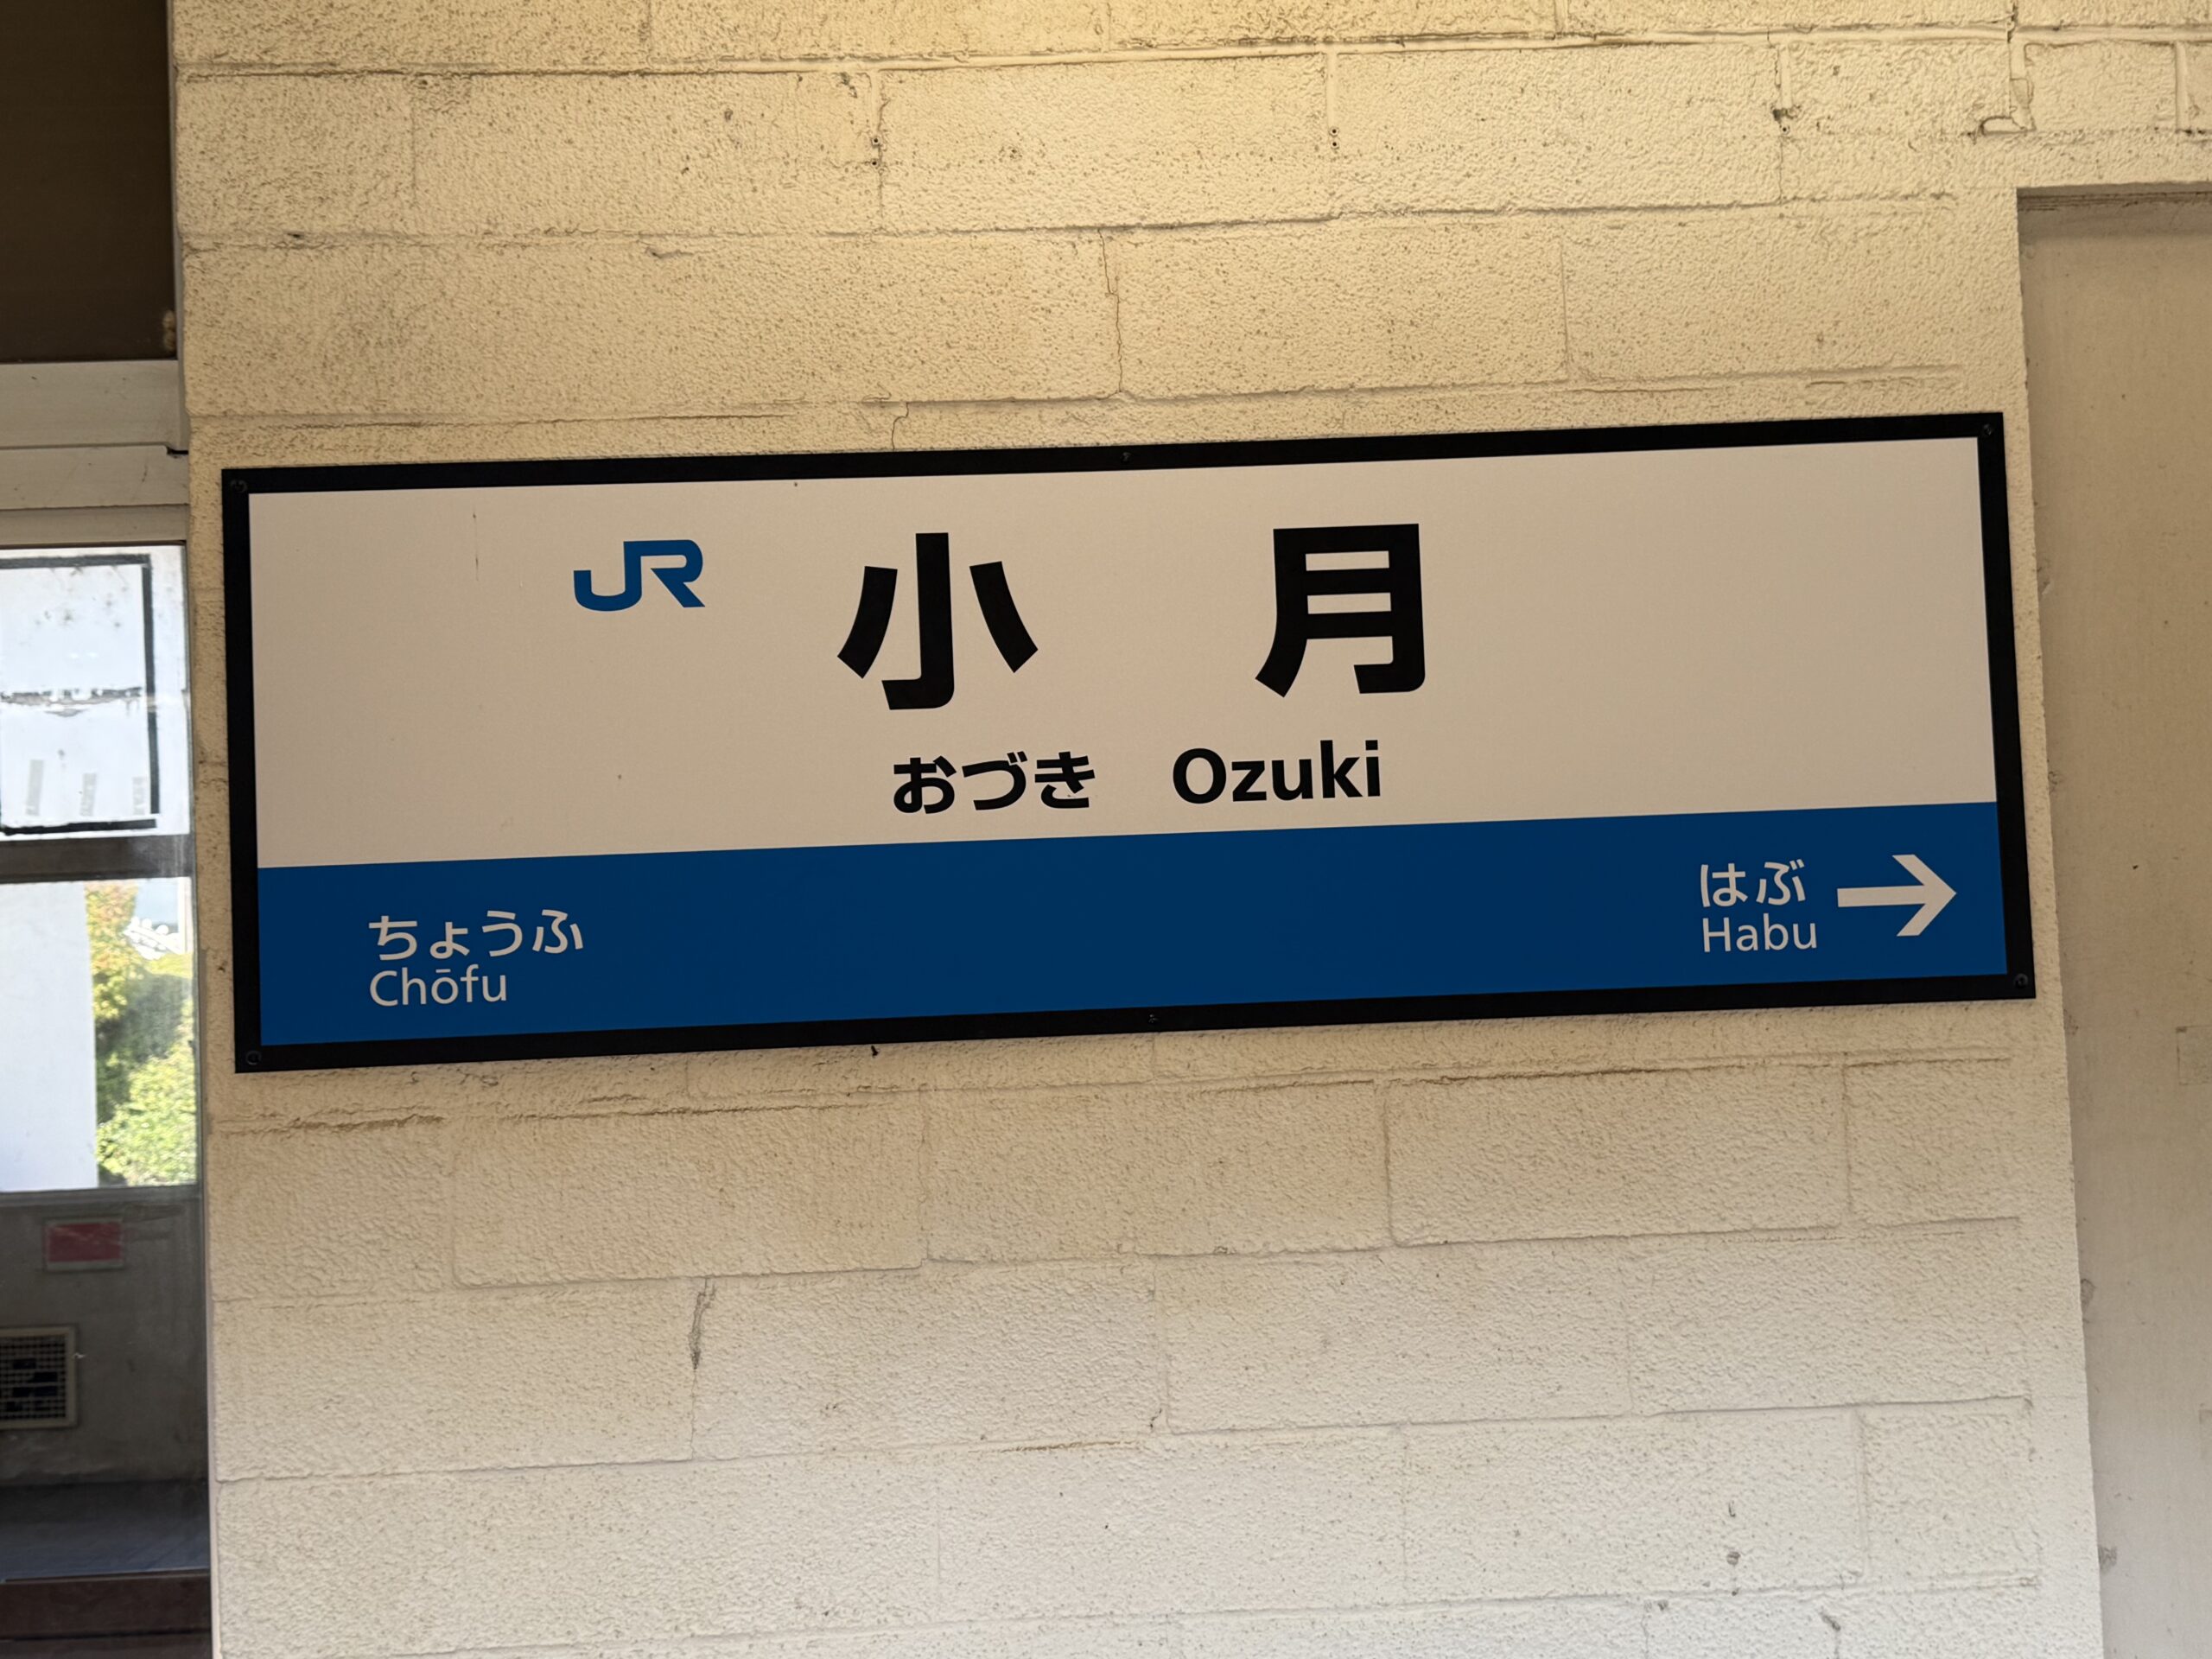 JR 小月
おづき Ozuki
ちょうふ
Chōfu
はぶ →
Habu